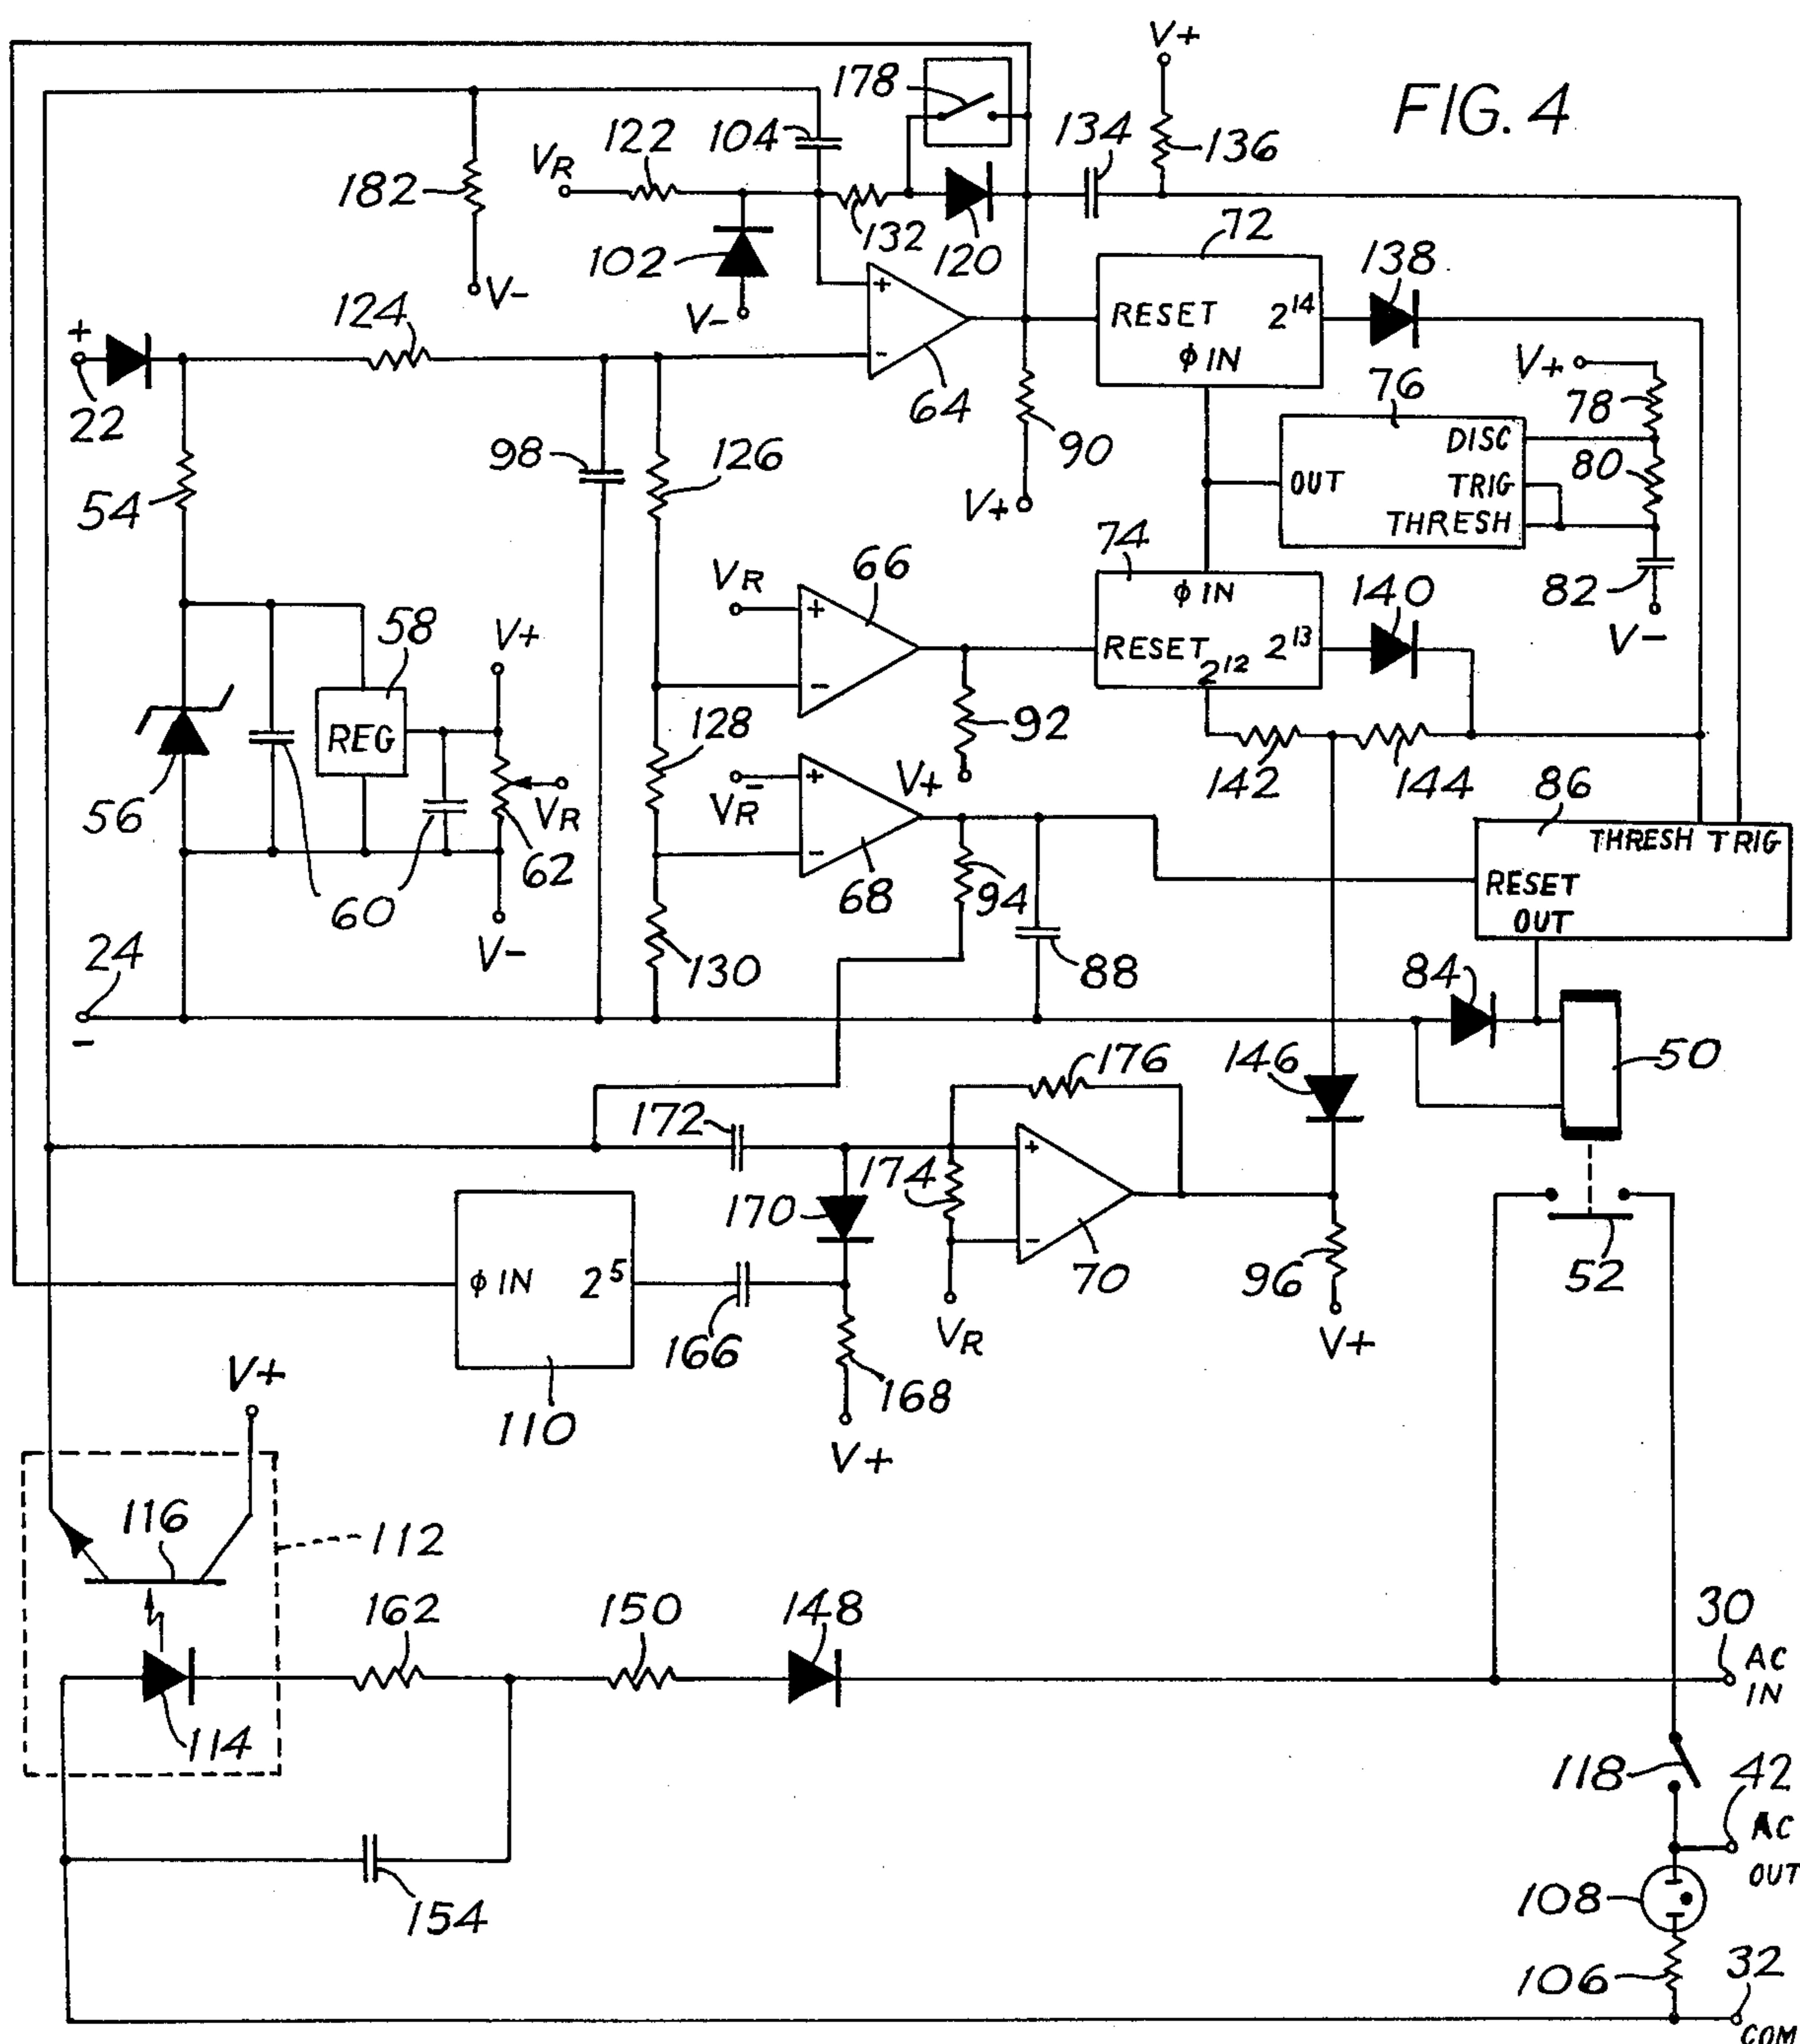 V+
FIG. 4
178
122
104
134
136
VR
182
132
120
72
102
V-
V-
138
RESET 2^14
φ IN
124
+
22
64
90
V+
76
V+
78
DISC
80
OUT
TRIG
THRESH
98
126
54
V+
74
82
V-
VR
66
φ IN
140
RESET
2^12
2^13
58
V+
REG
128
92
VR
V+
142
144
86
THRESH TRIG
RESET
OUT
56
VR
62
60
V-
68
94
88
24
-
130
84
50
146
176
172
174
170
70
96
52
φ IN 2^5
166
VR
V+
110
168
V+
V+
116
112
162
150
148
30
AC
IN
114
118
42
AC
OUT
154
108
106
32
COM